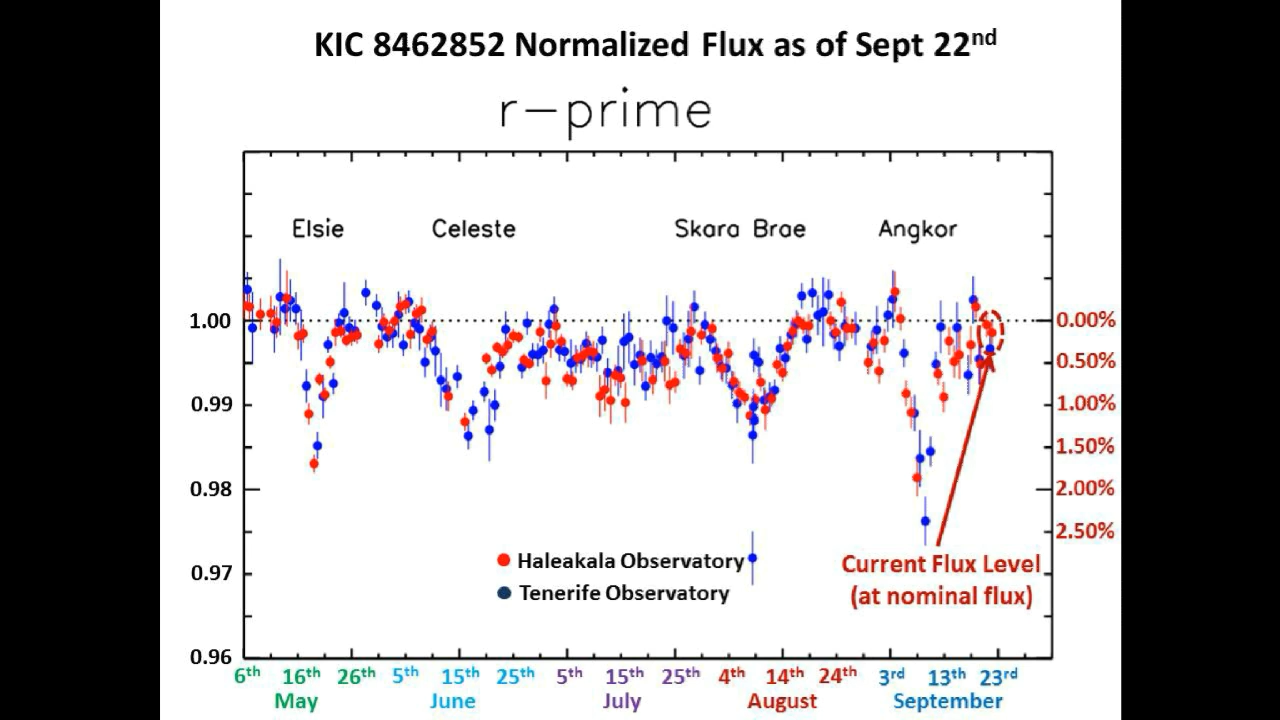 KIC 8462852 Normalized Flux as of Sept 22nd
r-prime
Elsie Celeste Skara Brae Angkor
1.00 0.00%
0.50%
0.99 1.00%
1.50%
0.98 2.00%
2.50%
Haleakala Observatory
Tenerife Observatory
Current Flux Level
(at nominal flux)
0.97
0.96
6th 16th 26th 5th 15th 25th 5th 15th 25th 4th 14th 24th 3rd 13th 23rd
May June July August September